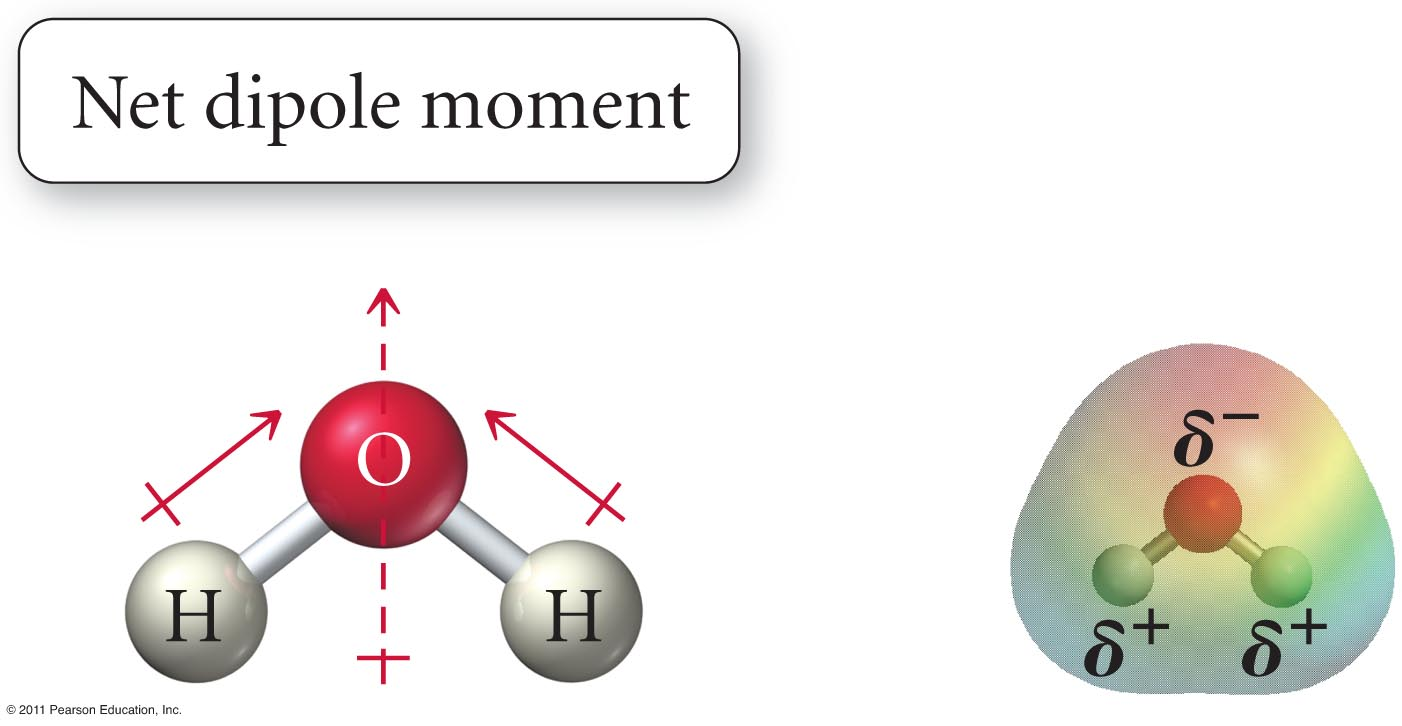 Net dipole moment
O
H
H
δ−
δ+
δ+
© 2011 Pearson Education, Inc.